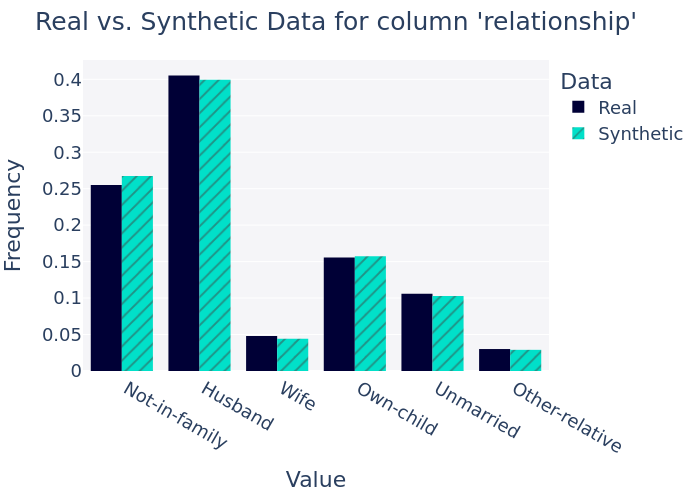 Real vs. Synthetic Data for column 'relationship'
Data
Real
Synthetic
Frequency
0.4
0.35
0.3
0.25
0.2
0.15
0.1
0.05
0
Not-in-family
Husband
Wife
Own-child
Unmarried
Other-relative
Value